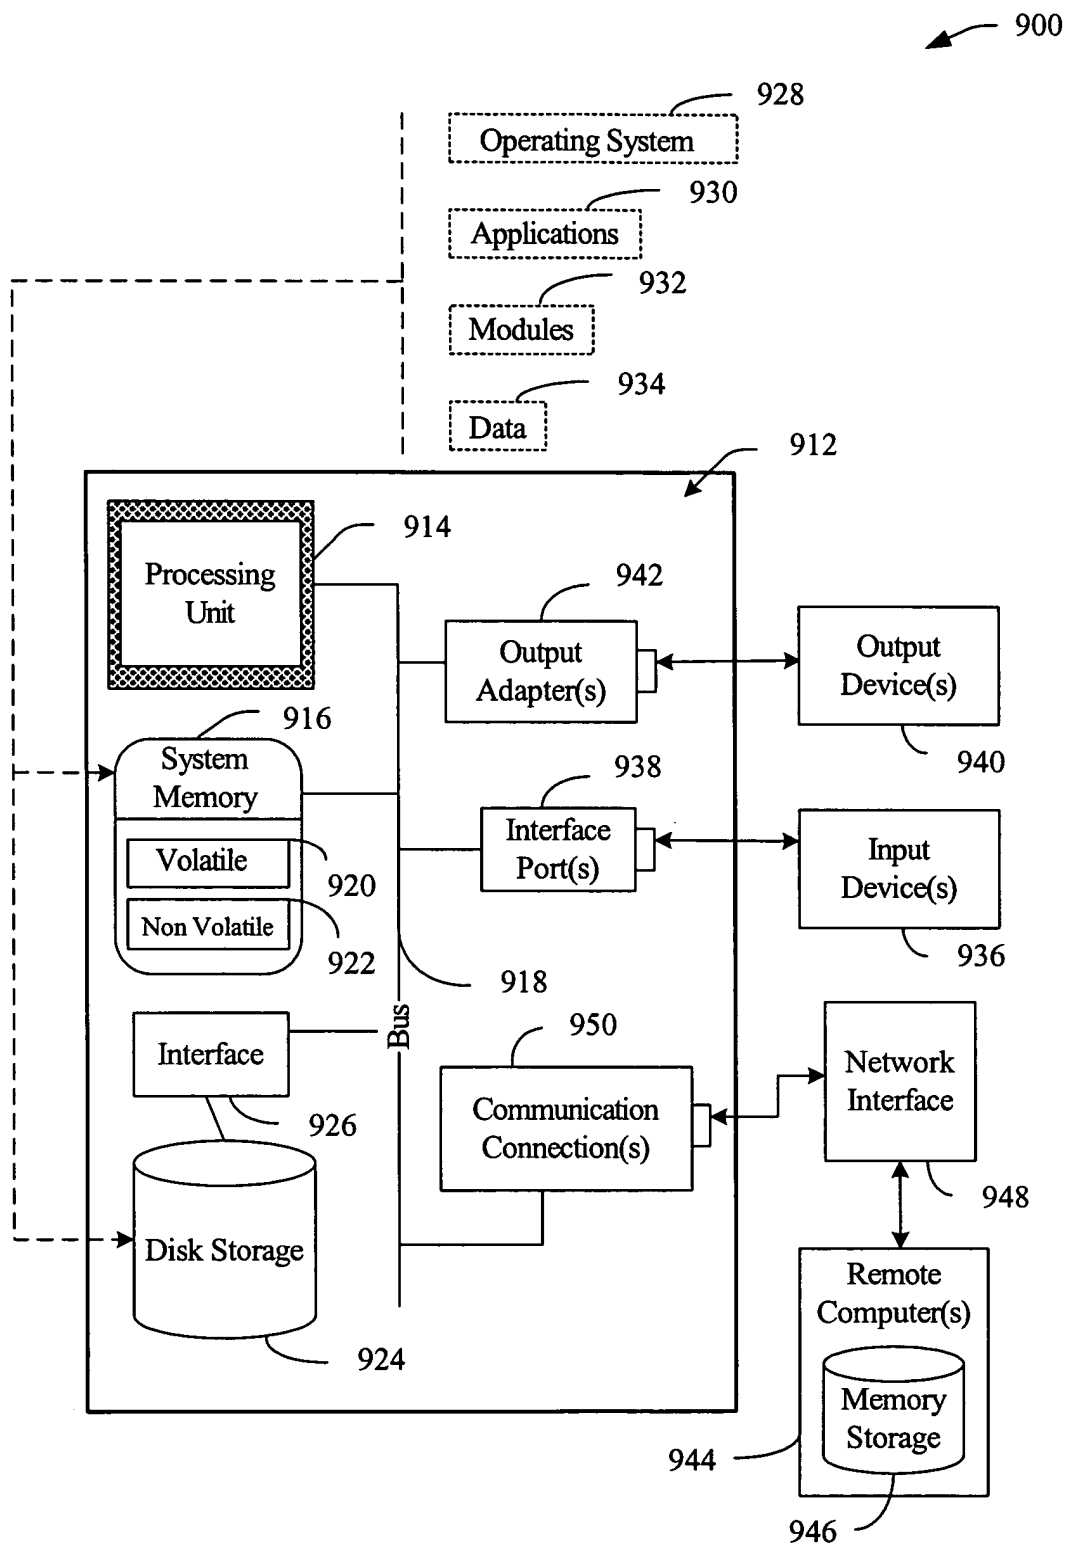 900
928
Operating System
930
Applications
932
Modules
934
Data
912
914
Processing
Unit
942
Output
Adapter(s)
Output
Device(s)
940
916
System
Memory
938
Interface
Port(s)
Input
Device(s)
936
Volatile
920
Non Volatile
922
918
Bus
950
Interface
926
Communication
Connection(s)
Network
Interface
948
Disk Storage
924
Remote
Computer(s)
Memory
Storage
944
946